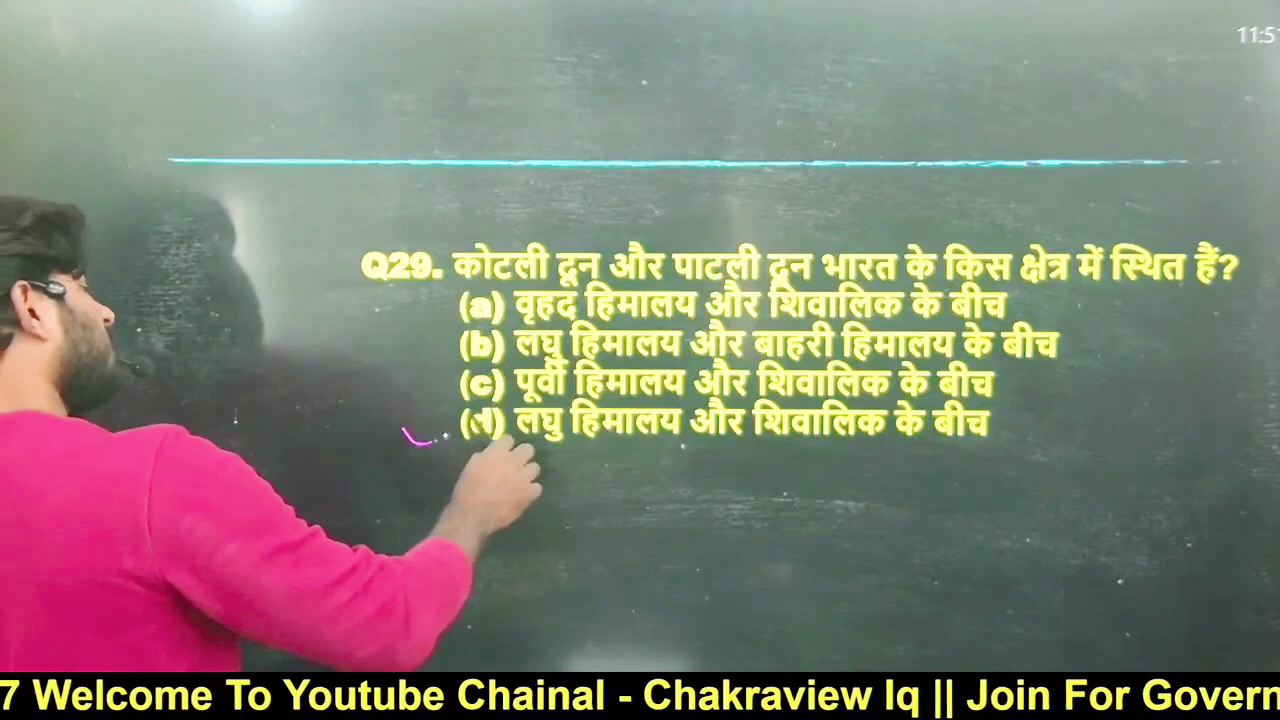 11:5
Q29. कोटली दून और पाटली दून भारत के किस क्षेत्र में स्थित हैं?
(a) वृहद हिमालय और शिवालिक के बीच
(b) लघु हिमालय और बाहरी हिमालय के बीच
(c) पूर्वी हिमालय और शिवालिक के बीच
(d) लघु हिमालय और शिवालिक के बीच
7 Welcome To Youtube Chainal - Chakraview Iq || Join For Govern